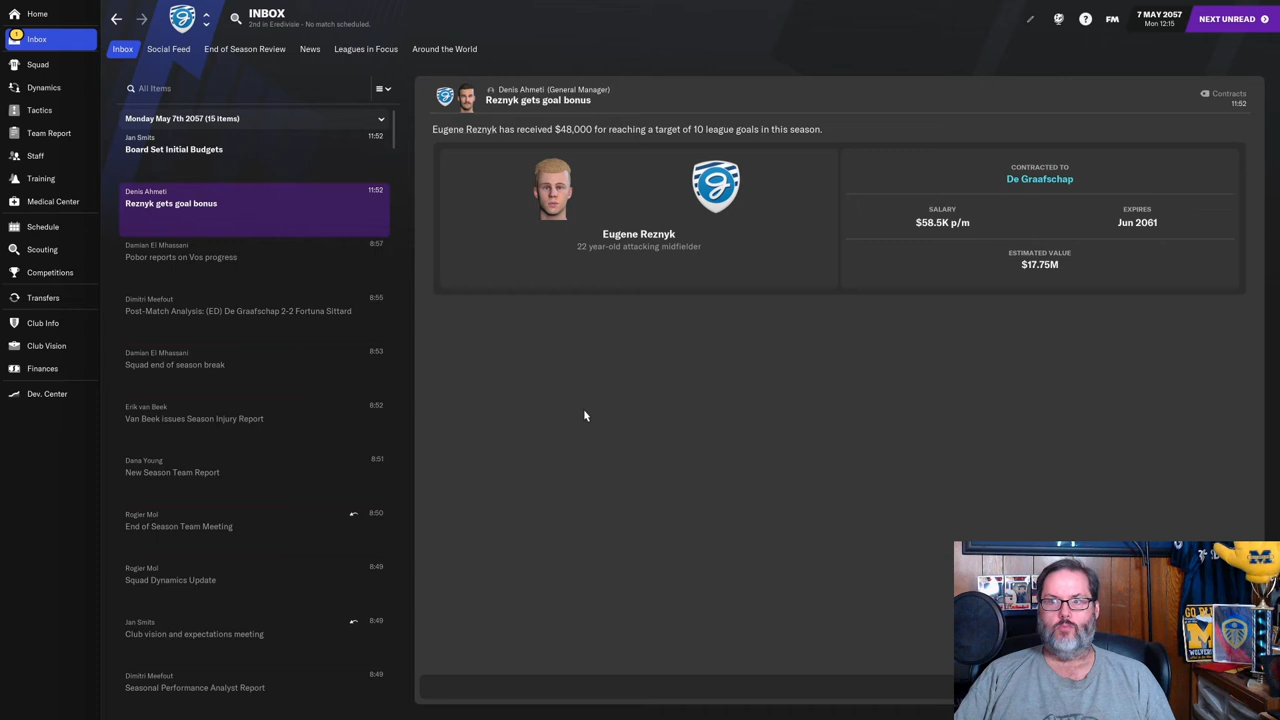 Home
Inbox
Squad
Dynamics
Tactics
Team Report
Staff
Training
Medical Center
Schedule
Scouting
Competitions
Transfers
Club Info
Club Vision
Finances
Dev. Center
INBOX
2nd in Eredivisie - No match scheduled.
FM
7 MAY 2057
Mon 12:15
NEXT UNREAD
Inbox
Social Feed
End of Season Review
News
Leagues in Focus
Around the World
All Items
Monday May 7th 2057 (15 items)
Jan Smits 11:52
Board Set Initial Budgets
Denis Ahmeti 11:52
Reznyk gets goal bonus
Damian El Mhassani 8:57
Pobor reports on Vos progress
Dimitri Meefout 8:55
Post-Match Analysis: (ED) De Graafschap 2-2 Fortuna Sittard
Damian El Mhassani 8:53
Squad end of season break
Erik van Beek 8:52
Van Beek issues Season Injury Report
Dana Young 8:51
New Season Team Report
Rogier Mol 8:50
End of Season Team Meeting
Rogier Mol 8:49
Squad Dynamics Update
Jan Smits 8:49
Club vision and expectations meeting
Dimitri Meefout 8:49
Seasonal Performance Analyst Report
Denis Ahmeti (General Manager)
Reznyk gets goal bonus
Contracts
11:52
Eugene Reznyk has received $48,000 for reaching a target of 10 league goals in this season.
Eugene Reznyk
22 year-old attacking midfielder
CONTRACTED TO
De Graafschap
SALARY
$58.5K p/m
EXPIRES
Jun 2061
ESTIMATED VALUE
$17.75M